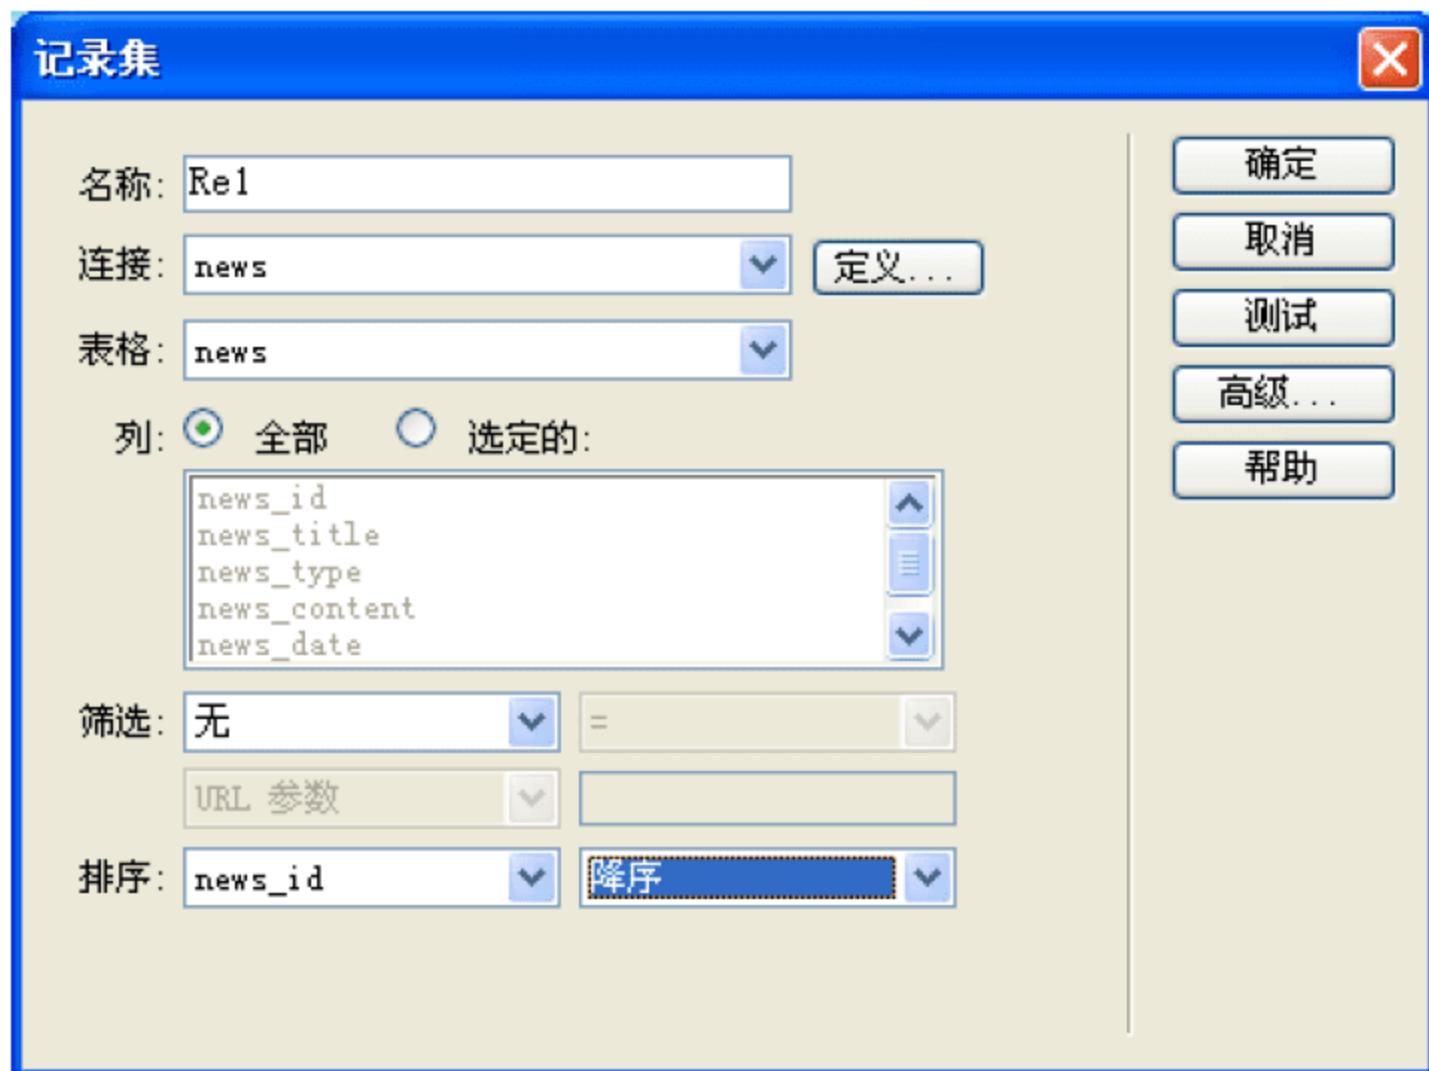 记录集
名称: Re1
确定
连接: news 定义...
取消
表格: news
测试
列: 全部 选定的:
高级...
帮助
news_id
news_title
news_type
news_content
news_date
筛选: 无 =
URL 参数
排序: news_id 降序